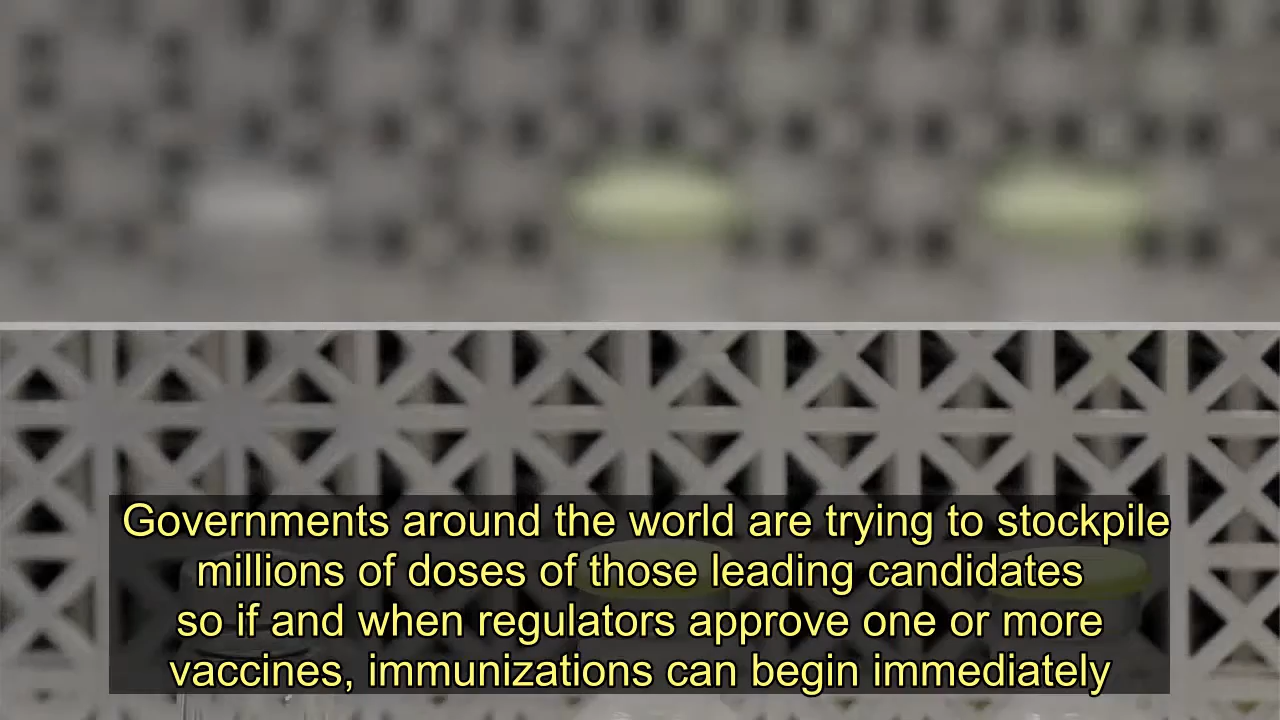 Governments around the world are trying to stockpile
millions of doses of those leading candidates
so if and when regulators approve one or more
vaccines, immunizations can begin immediately